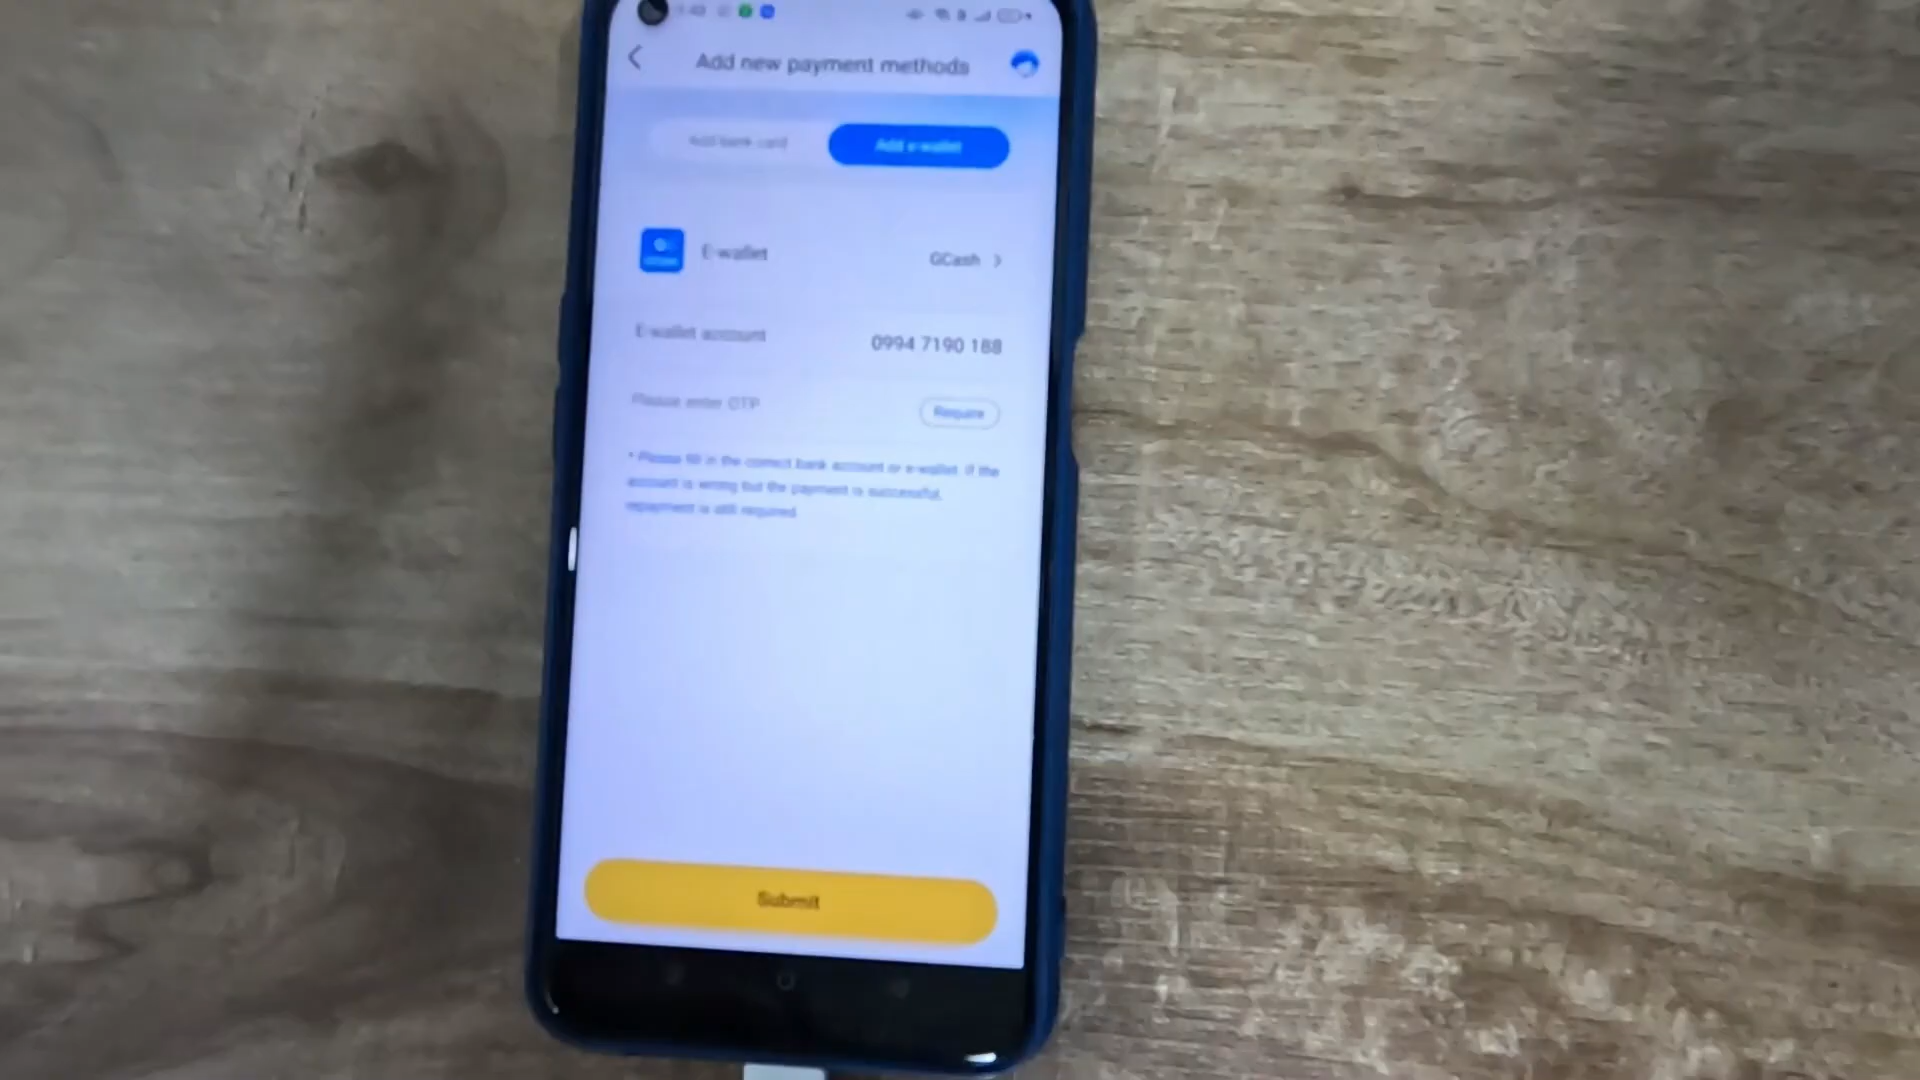 Add new payment methods
Add bank card
Add e-wallet
E-wallet
GCash
E-wallet account
0994 7190 188
Please enter OTP
Require
* Please fill in the correct bank account or e-wallet. If the
account is wrong but the payment is successful,
repayment is still required.
Submit